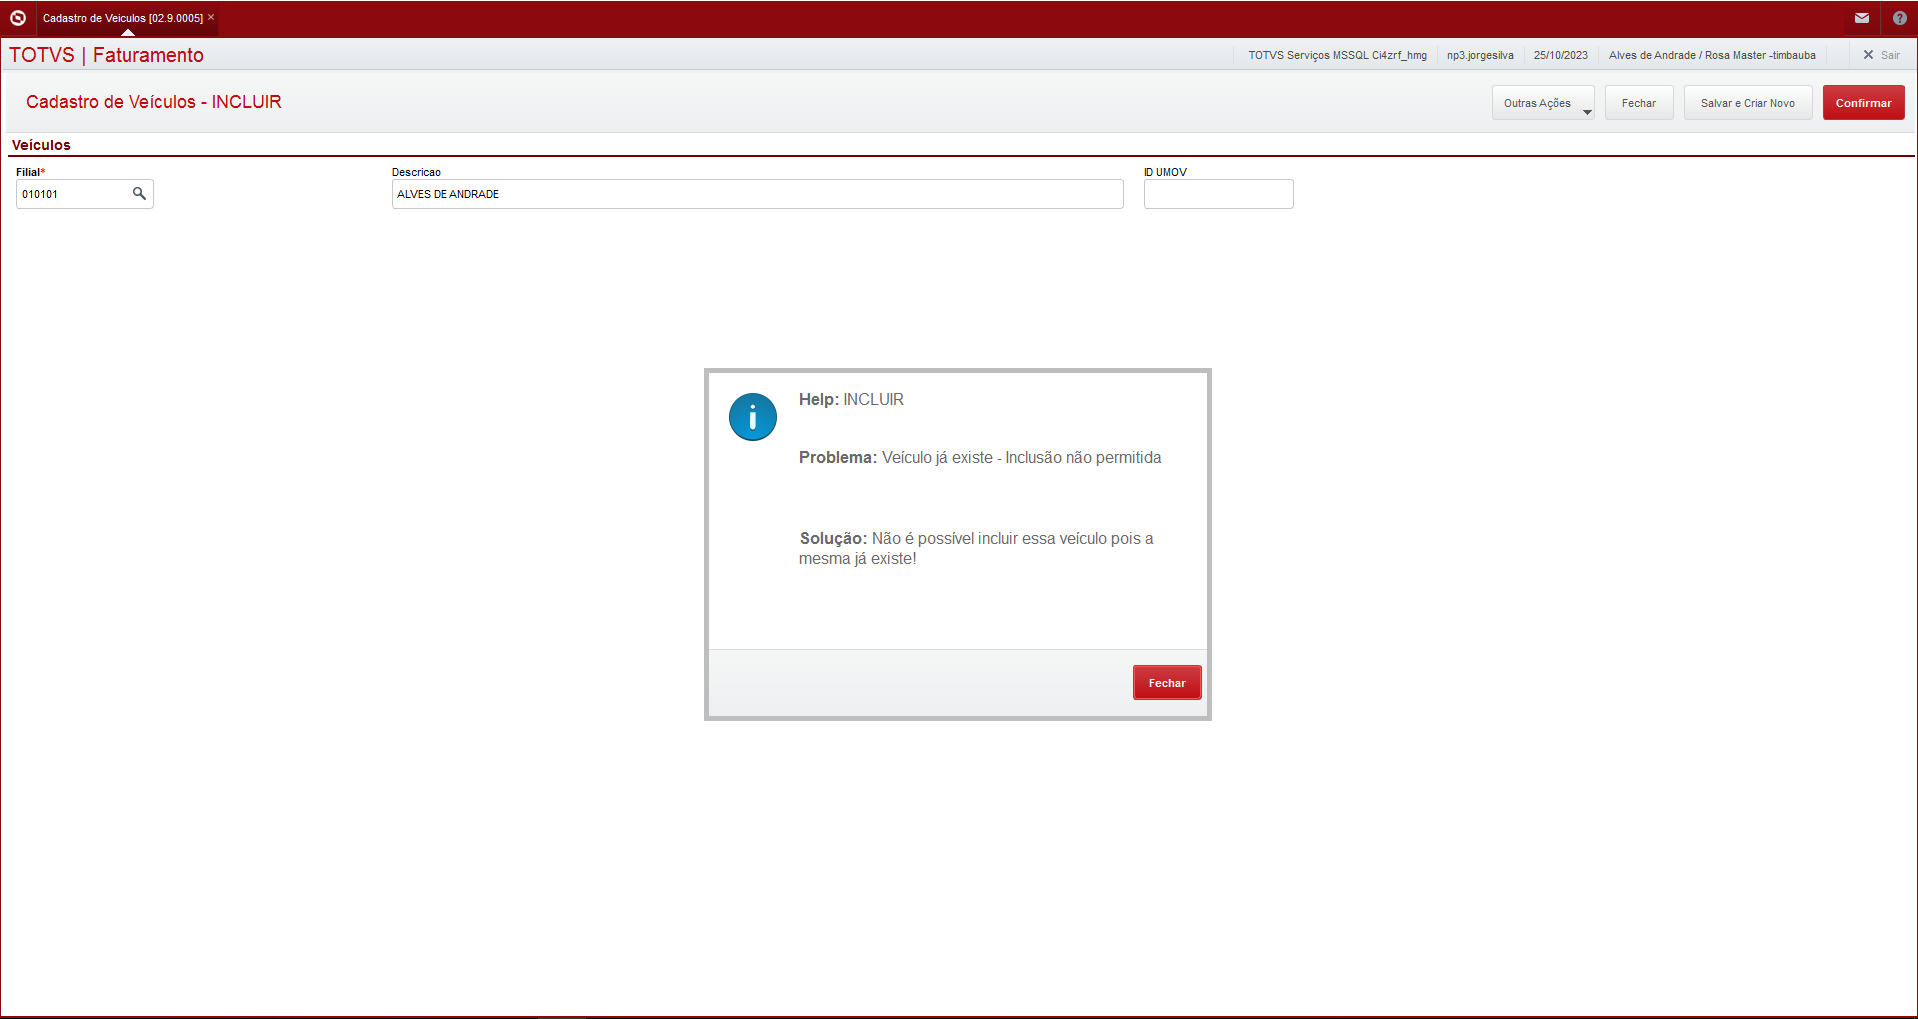 Cadastro de Veiculos [02.9.0005] ×
TOTVS | Faturamento
TOTVS Serviços MSSQL Ci4zrf_hmg np3.jorgesilva 25/10/2023 Alves de Andrade / Rosa Master -timbauba Sair
Cadastro de Veículos - INCLUIR
Outras Ações Fechar Salvar e Criar Novo Confirmar
Veículos
Filial* Descricao ID UMOV
010101 ALVES DE ANDRADE
Help: INCLUIR
Problema: Veículo já existe - Inclusão não permitida
Solução: Não é possível incluir essa veículo pois a
mesma já existe!
Fechar